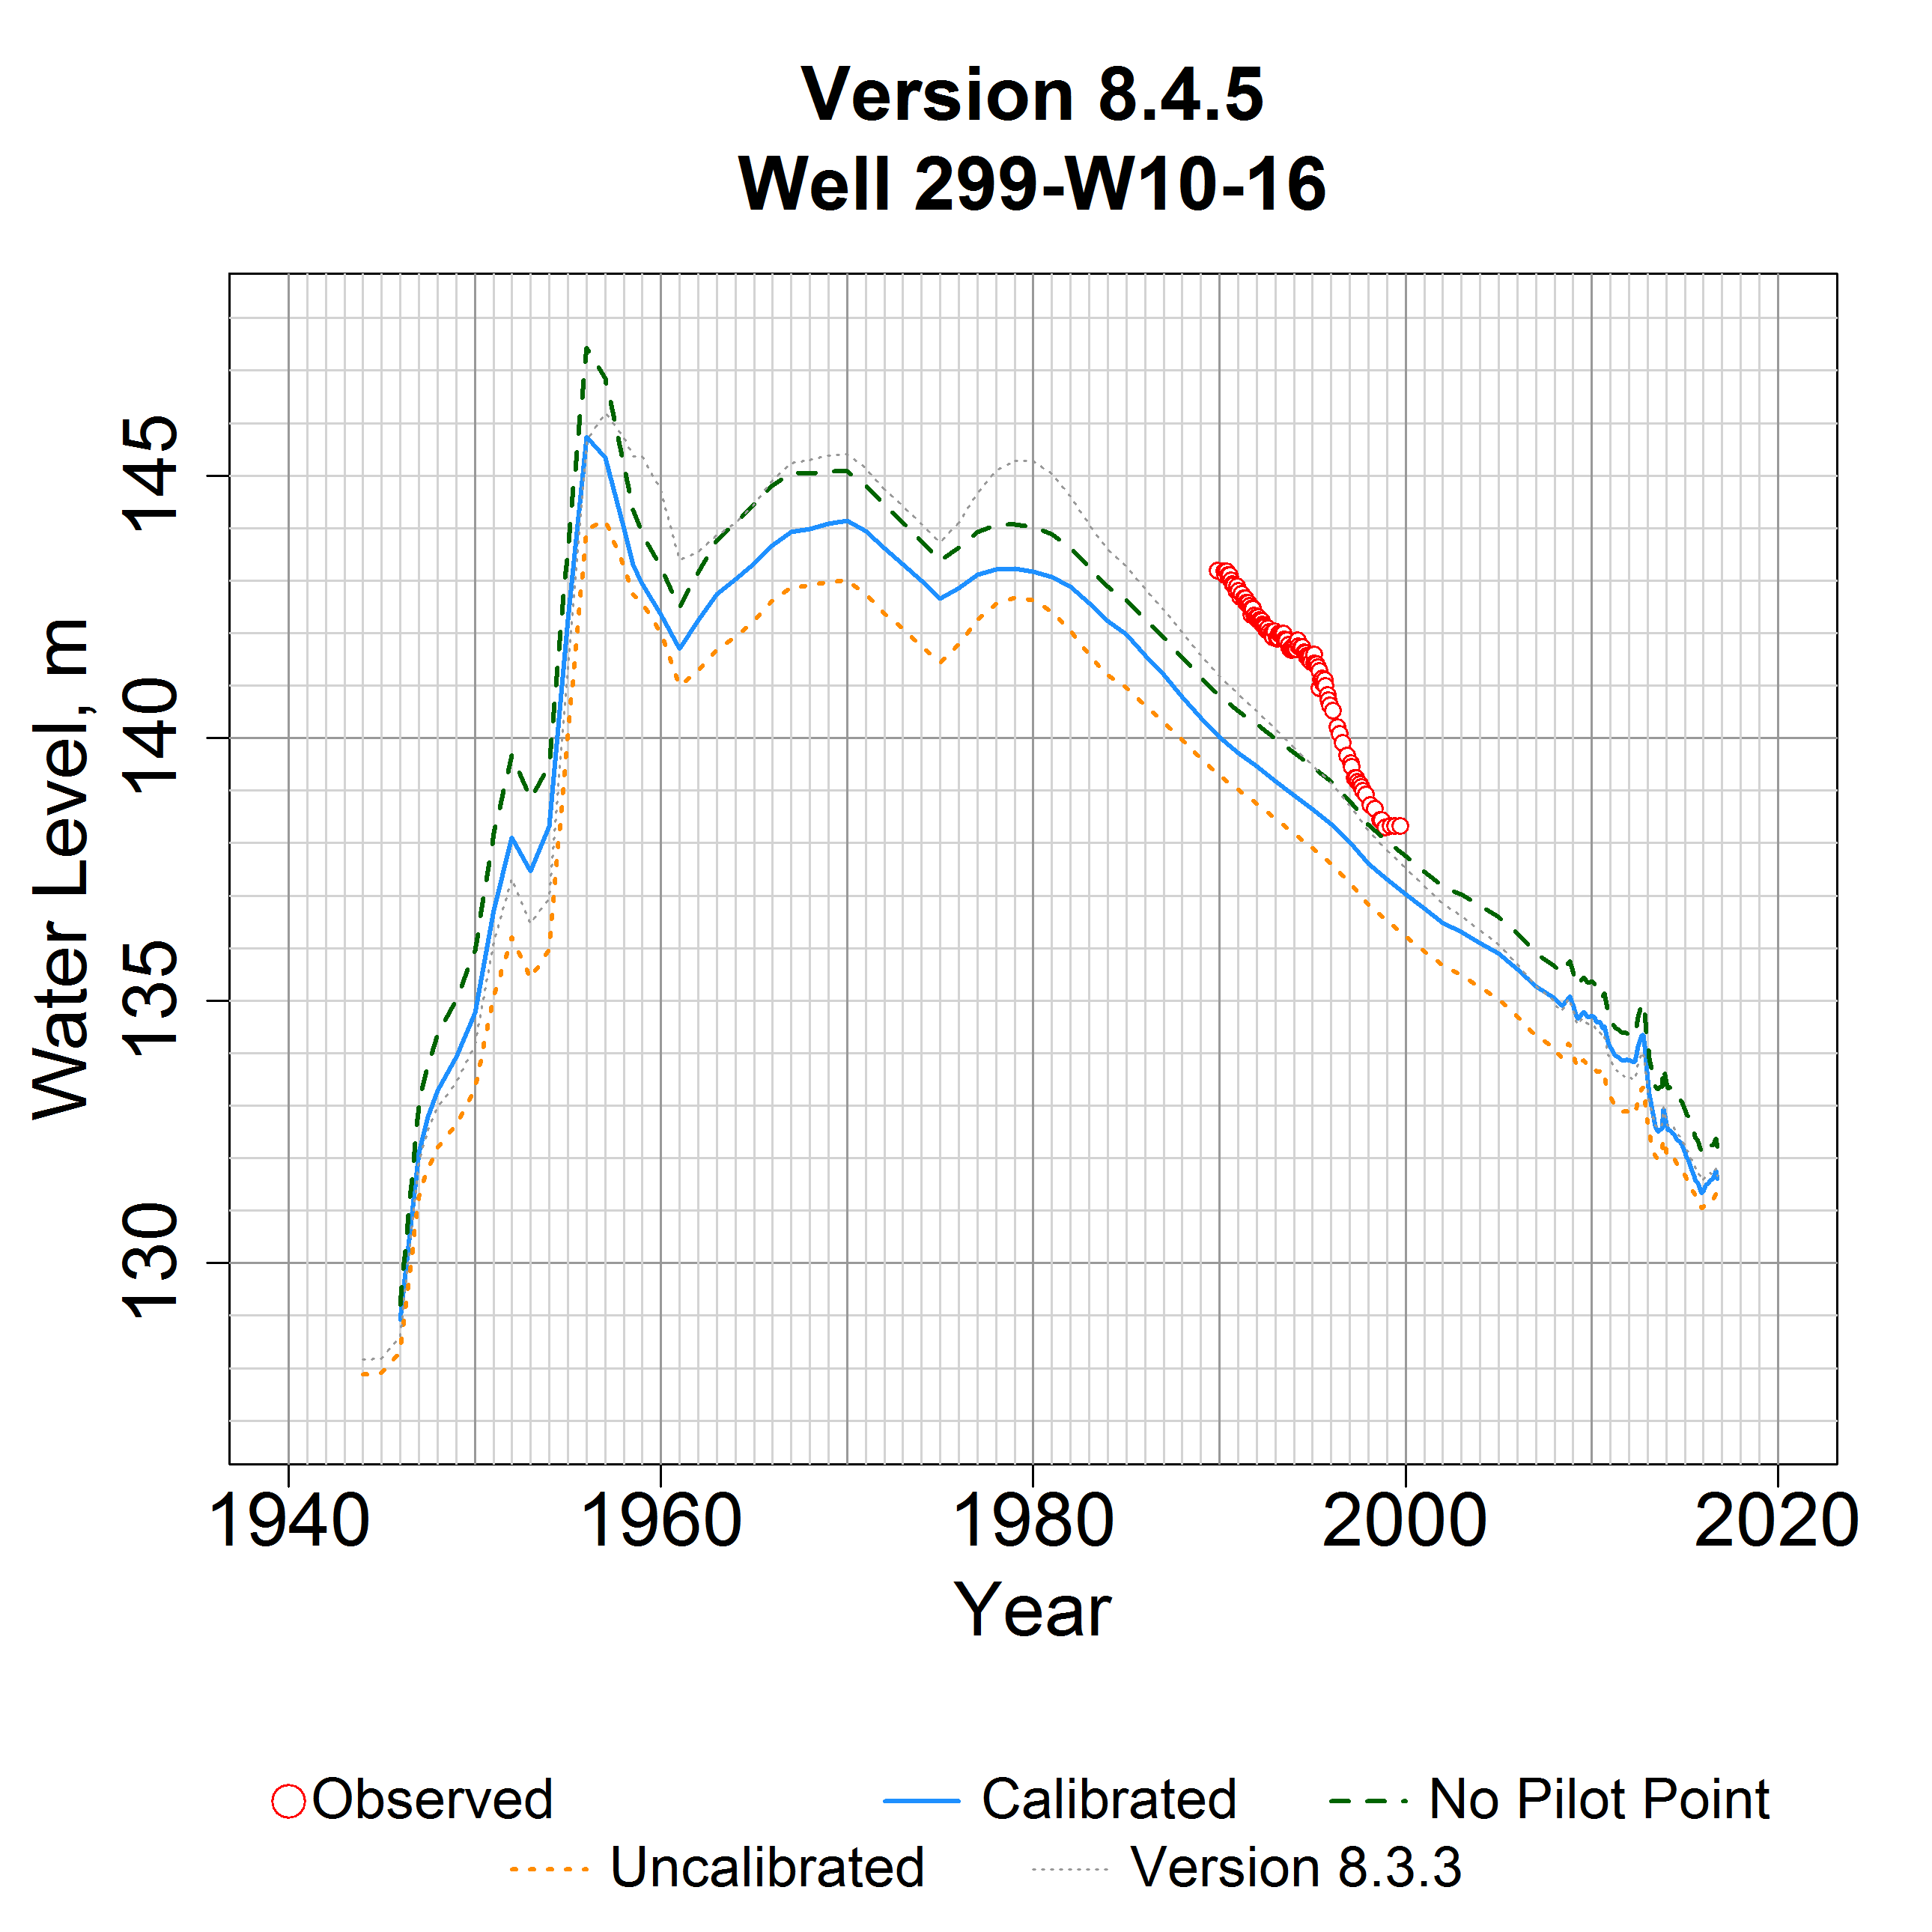 Version 8.4.5
Well 299-W10-16
Water Level, m
145
140
135
130
1940 1960 1980 2000 2020
Year
Observed Calibrated No Pilot Point
Uncalibrated Version 8.3.3